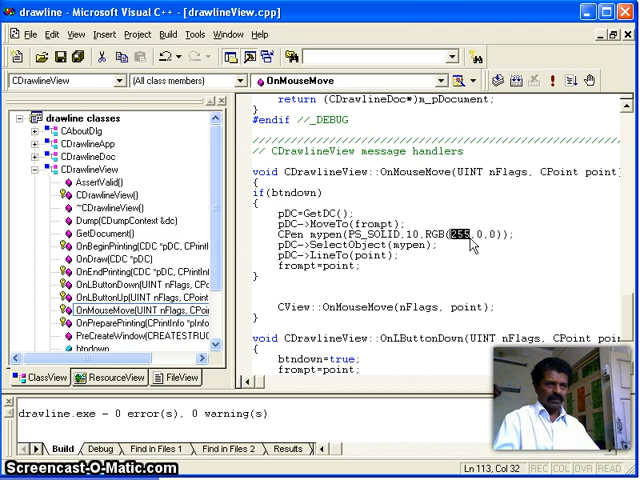 drawline - Microsoft Visual C++ - [drawlineView.cpp]
File Edit View Insert Project Build Tools Window Help
CDrawlineView (All class members) OnMouseMove
drawline classes
CAboutDlg
CDrawlineApp
CDrawlineDoc
CDrawlineView
AssertValid()
CDrawlineView()
~CDrawlineView()
Dump(CDumpContext &dc)
GetDocument()
OnBeginPrinting(CDC *pDC, CPrin
OnDraw(CDC *pDC)
OnEndPrinting(CDC *pDC, CPrintI
OnLButtonDown(UINT nFlags, CPo
OnLButtonUp(UINT nFlags, CPoint
OnMouseMove(UINT nFlags, CPoi
OnPreparePrinting(CPrintInfo *pInfo
PreCreateWindow(CREATESTRUC
btndown
ClassView ResourceView FileView
return (CDrawlineDoc*)m_pDocument;
}
#endif //_DEBUG
// CDrawlineView message handlers
void CDrawlineView::OnMouseMove(UINT nFlags, CPoint point)
{
if(btndown)
{
pDC=GetDC();
pDC->MoveTo(frompt);
CPen mypen(PS_SOLID,10,RGB(255,0,0));
pDC->SelectObject(mypen);
pDC->LineTo(point);
frompt=point;
}
CView::OnMouseMove(nFlags, point);
}
void CDrawlineView::OnLButtonDown(UINT nFlags, CPoint poin
{
btndown=true;
frompt=point;
drawline.exe - 0 error(s), 0 warning(s)
Build Debug Find in Files 1 Find in Files 2 Results
Screencast-O-Matic.com
Ln 113, Col 32 REC COL OVR READ